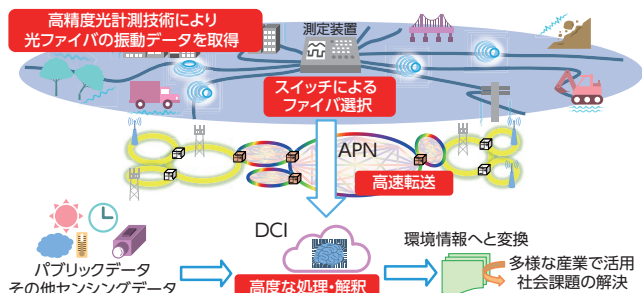 高精度光計測技術により
光ファイバの振動データを取得
測定装置
スイッチによる
ファイバ選択
APN
高速転送
DCI
環境情報へと変換
パブリックデータ
その他センシングデータ
高度な処理・解釈
多様な産業で活用
社会課題の解決